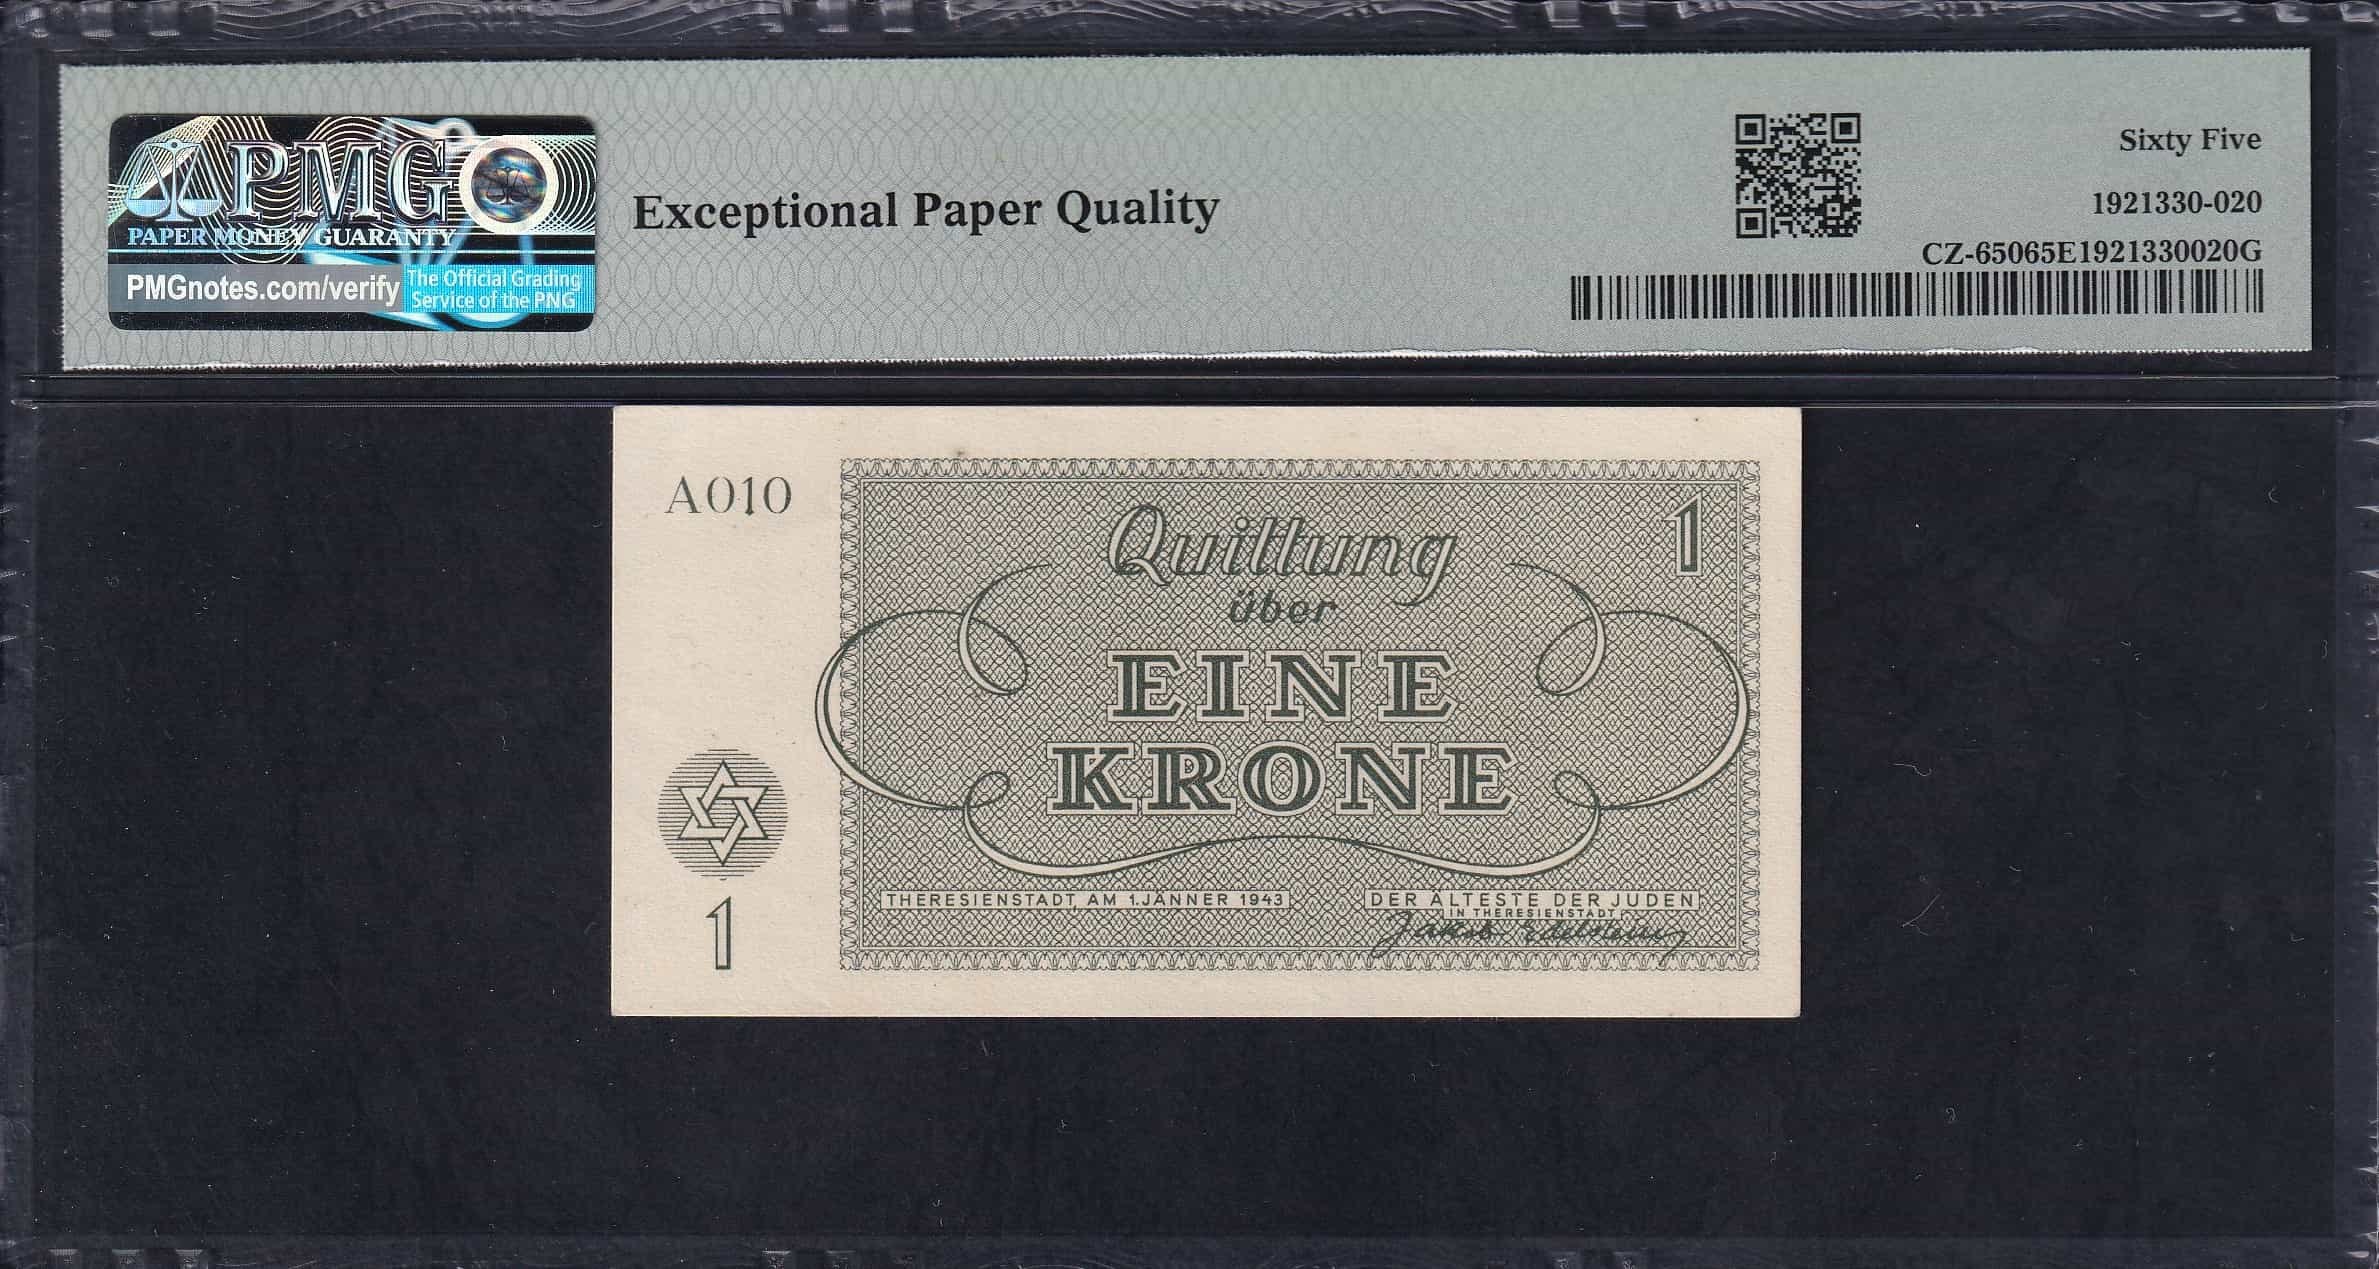 PMG
PAPER MONEY GUARANTY
PMGnotes.com/verify
The Official Grading
Service of the PNG
Exceptional Paper Quality
Sixty Five
1921330-020
CZ-65065E1921330020G
A010
1
Quittung
über
EINE
KRONE
THERESIENSTADT, AM 1. JÄNNER 1943
DER ÄLTESTE DER JUDEN
IN THERESIENSTADT
Jakob Edelstein
1